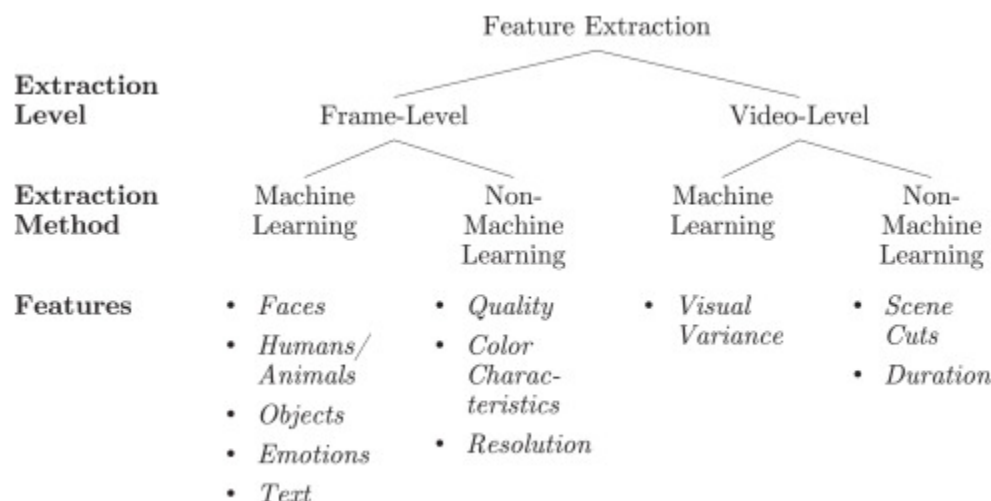 Feature Extraction
Extraction
Level
Frame-Level
Video-Level
Extraction
Method
Machine
Learning
Non-
Machine
Learning
Machine
Learning
Non-
Machine
Learning
Features
• Faces
• Humans/
Animals
• Objects
• Emotions
• Text
• Quality
• Color
Charac-
teristics
• Resolution
• Visual
Variance
• Scene
Cuts
• Duration